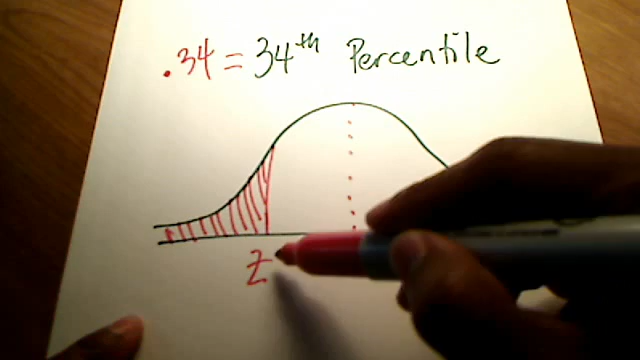 .34 = 34th Percentile
Z